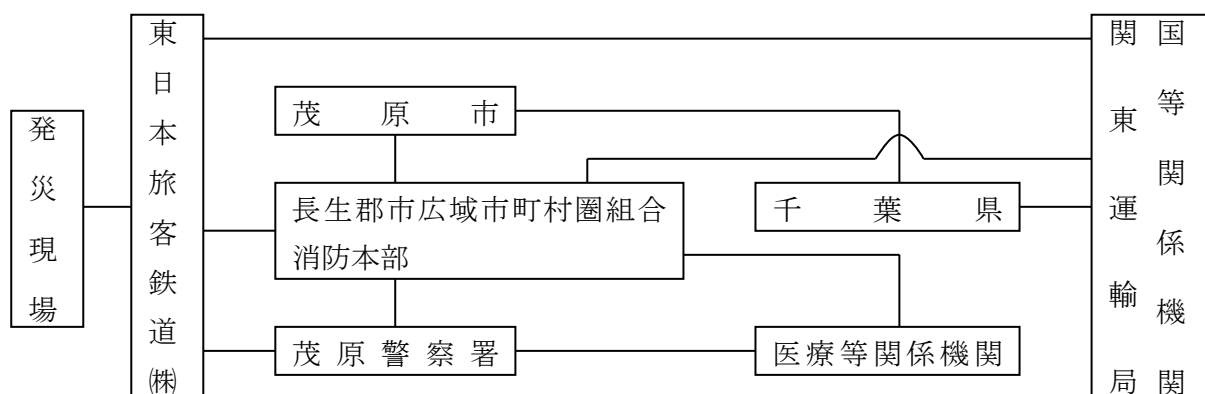 発災現場
東日本旅客鉄道㈱
茂原市
長生郡市広域市町村圏組合
消防本部
茂原警察署
千葉県
医療等関係機関
国等関係機関
関東運輸局